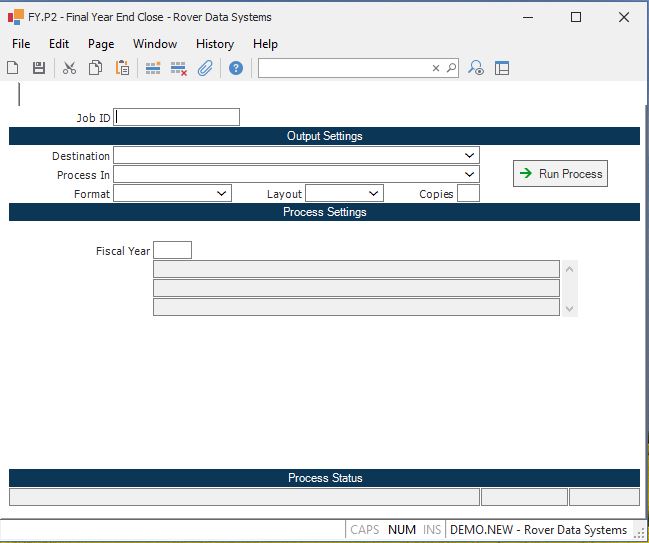 FY.P2 - Final Year End Close - Rover Data Systems
File Edit Page Window History Help
Job ID
Output Settings
Destination
Process In
Run Process
Format Layout Copies
Process Settings
Fiscal Year
Process Status
CAPS NUM INS DEMO.NEW - Rover Data Systems